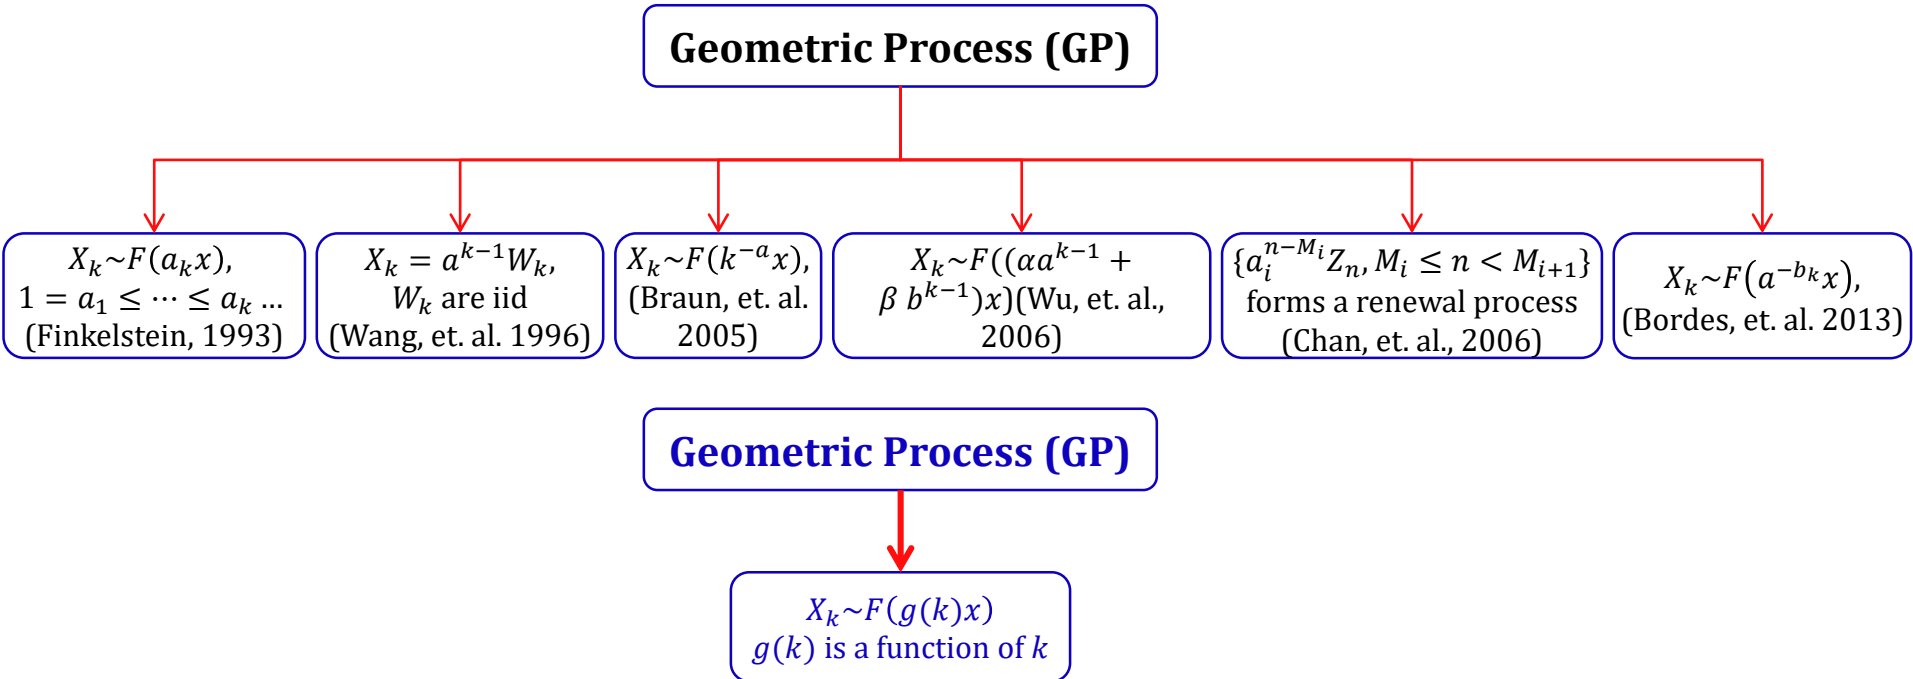 Geometric Process (GP)
X_k~F(a_k x),
1 = a_1 ≤ ⋯ ≤ a_k …
(Finkelstein, 1993)
X_k = a^{k−1}W_k,
W_k are iid
(Wang, et. al. 1996)
X_k~F(k^{−a}x),
(Braun, et. al.
2005)
X_k~F((αa^{k−1} +
β b^{k−1})x)(Wu, et. al.,
2006)
{a_i^{n−M_i}Z_n, M_i ≤ n < M_{i+1}}
forms a renewal process
(Chan, et. al., 2006)
X_k~F(a^{−b_k}x),
(Bordes, et. al. 2013)
Geometric Process (GP)
X_k~F(g(k)x)
g(k) is a function of k